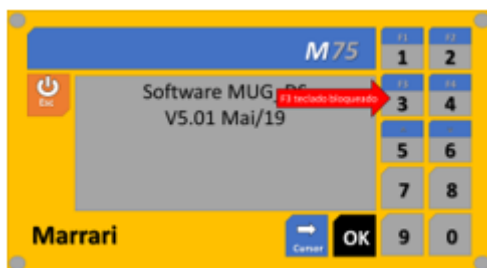 M75
F1 F2
1 2
Esc
Software MUG_
V5.01 Mai/19
F3 teclado bloqueado
F3 F4
3 4
5 6
7 8
Marrari
Cursor
OK
9 0